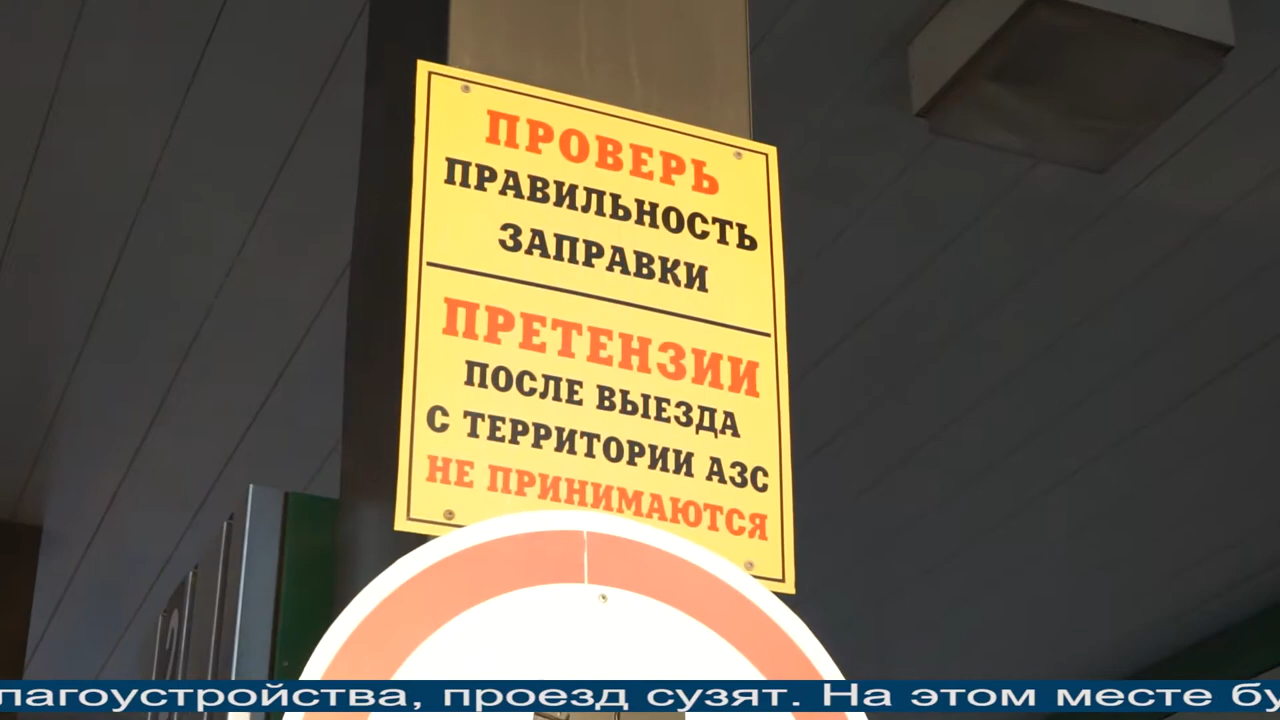 ПРОВЕРЬ
ПРАВИЛЬНОСТЬ
ЗАПРАВКИ
ПРЕТЕНЗИИ
ПОСЛЕ ВЫЕЗДА
С ТЕРРИТОРИИ АЗС
НЕ ПРИНИМАЮТСЯ
лагоустройства, проезд сузят. На этом месте бу